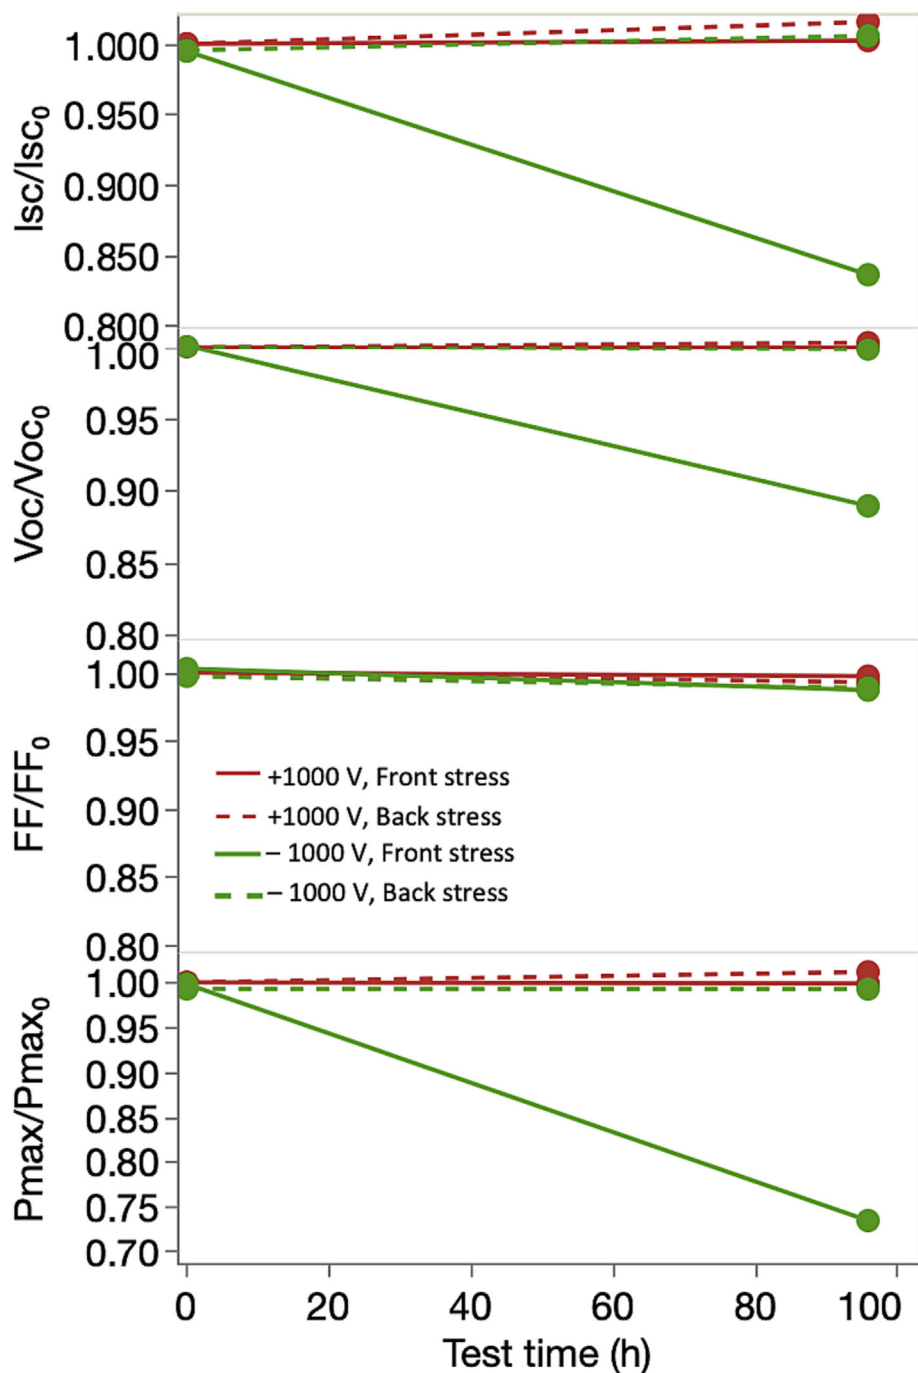 Isc/Isc₀
1.000
0.950
0.900
0.850
0.800
Voc/Voc₀
1.00
0.95
0.90
0.85
0.80
FF/FF₀
1.00
0.95
0.90
0.85
0.80
+1000 V, Front stress
+1000 V, Back stress
– 1000 V, Front stress
– 1000 V, Back stress
Pmax/Pmax₀
1.00
0.95
0.90
0.85
0.80
0.75
0.70
0 20 40 60 80 100
Test time (h)